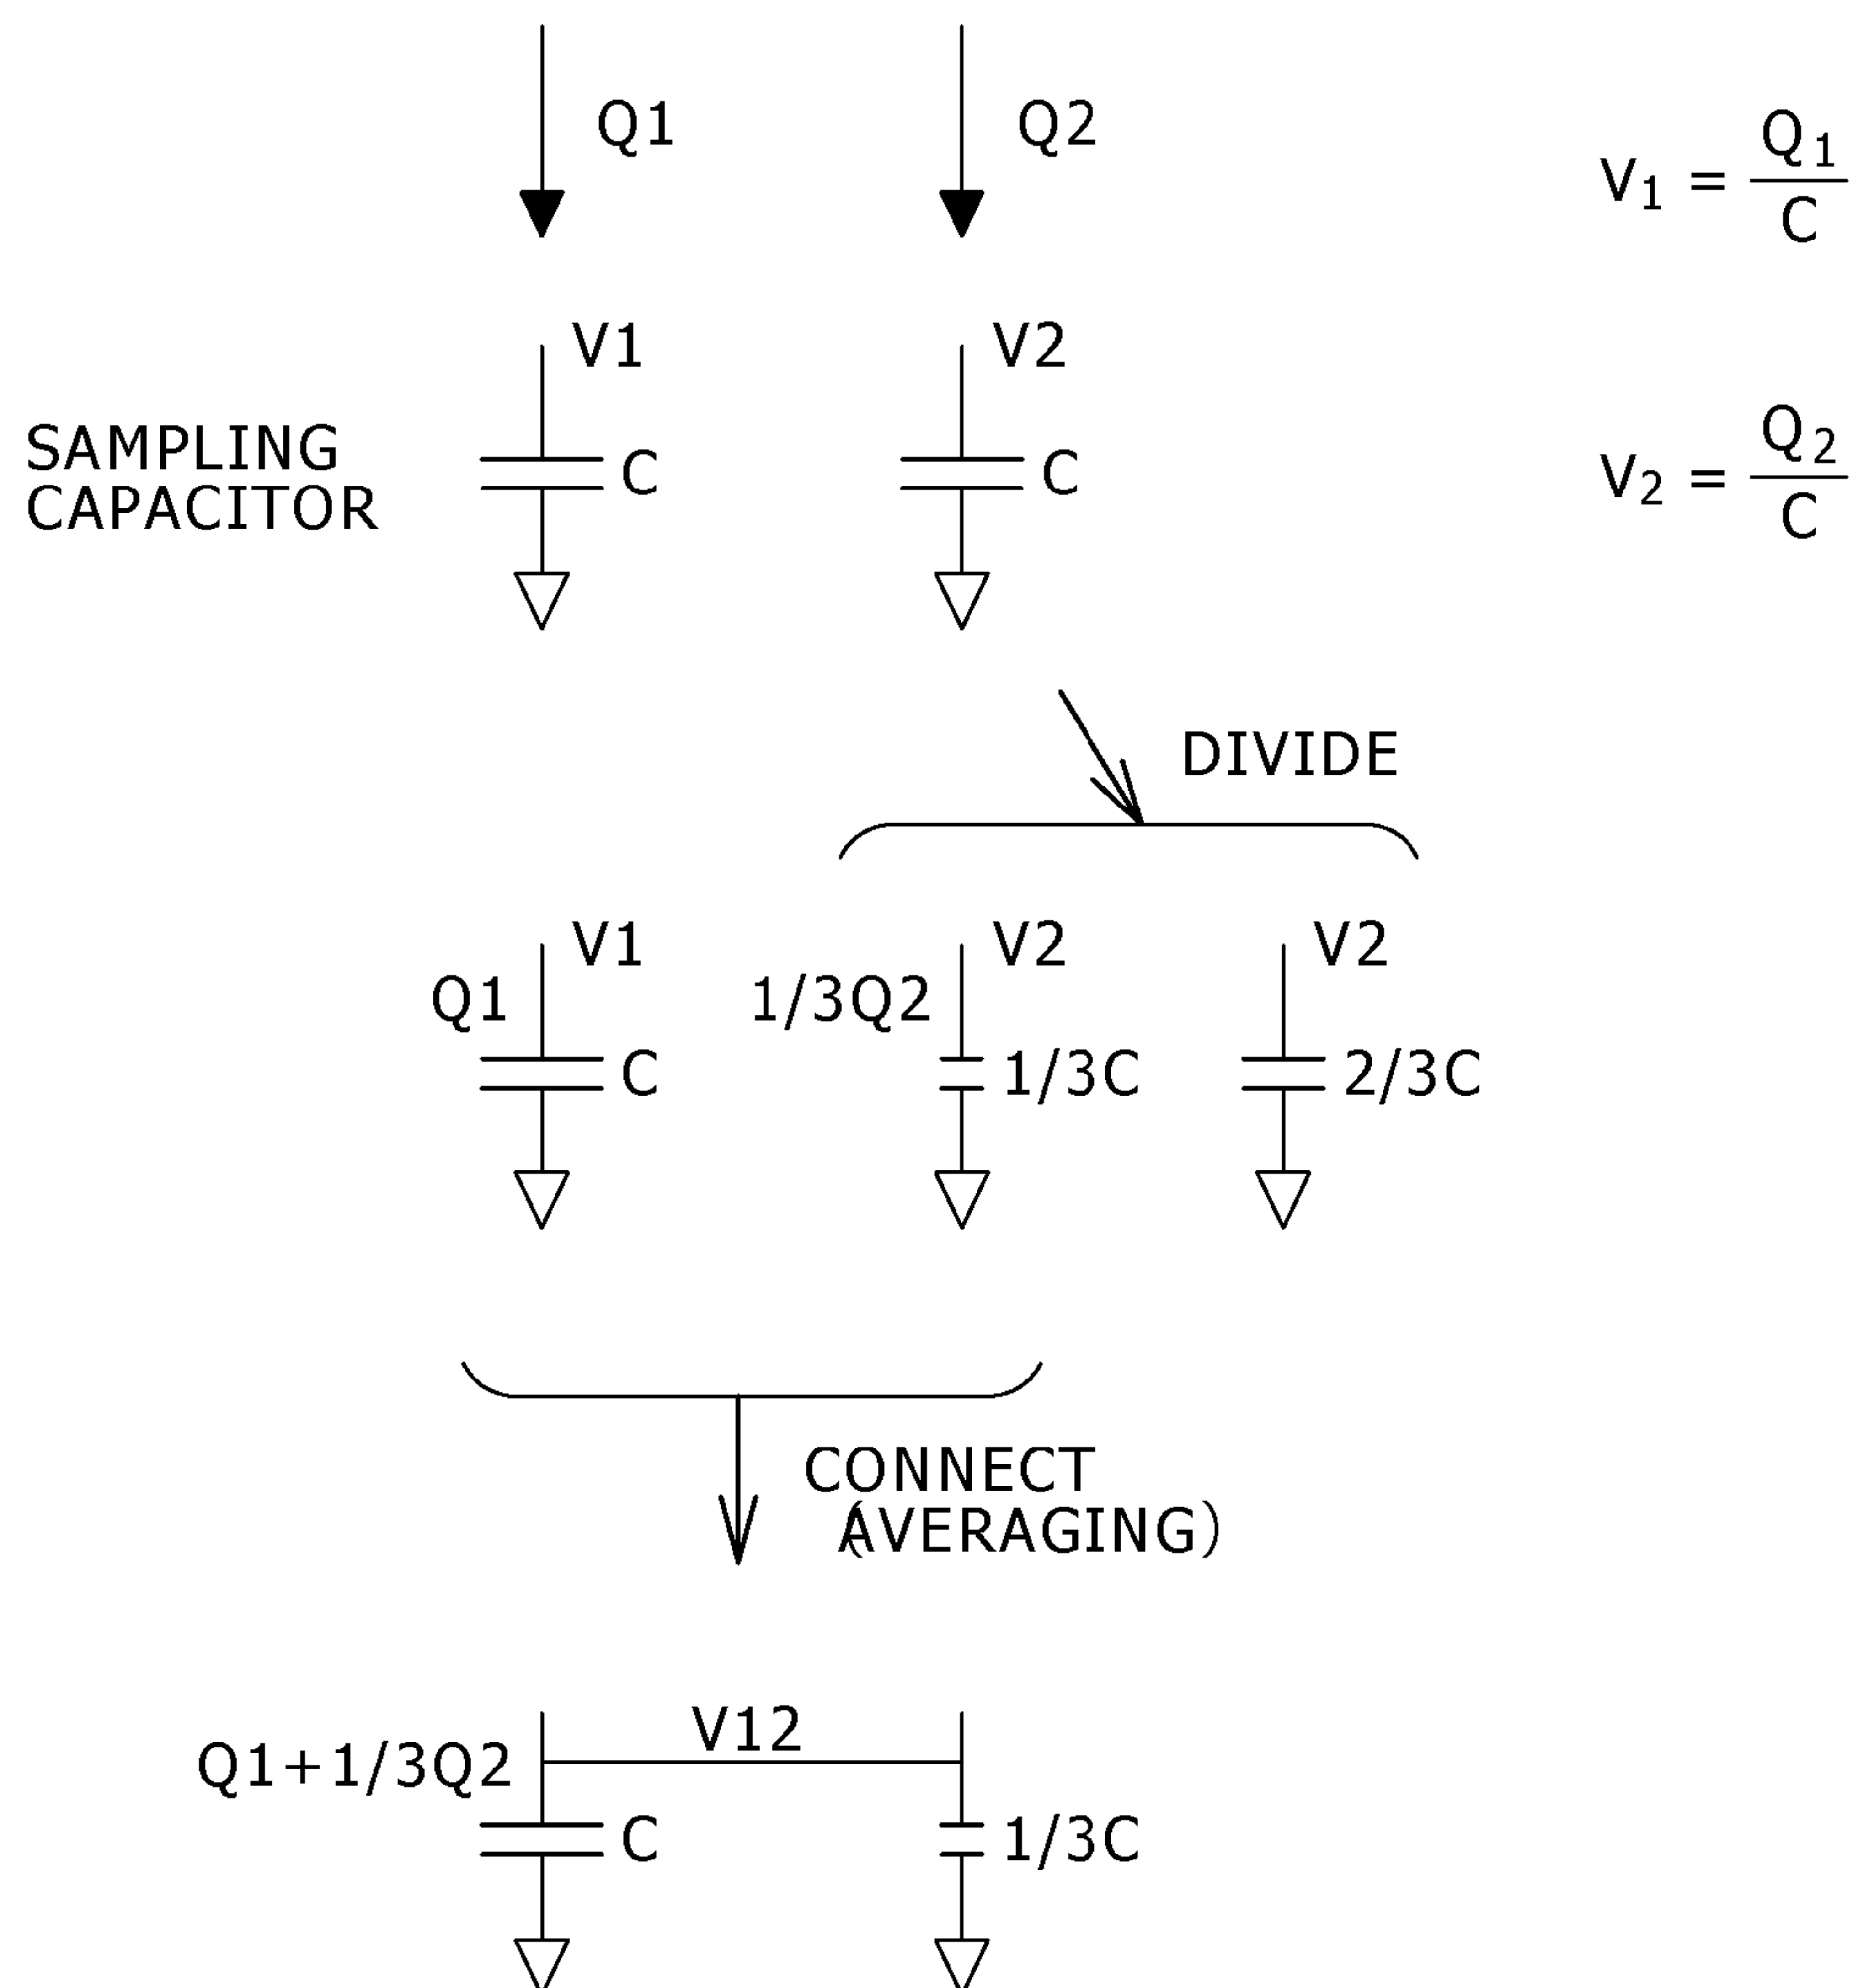 Q1
Q2
V₁ = Q₁/C
V1
V2
SAMPLING
CAPACITOR
C
C
V₂ = Q₂/C
DIVIDE
V1
V2
V2
Q1
1/3Q2
C
1/3C
2/3C
CONNECT
(AVERAGING)
V12
Q1+1/3Q2
C
1/3C